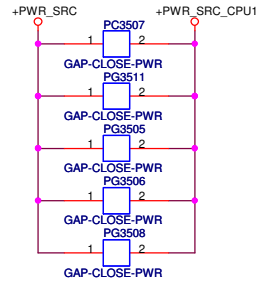 +PWR_SRC +PWR_SRC_CPU1
PC3507
1 2
GAP-CLOSE-PWR
PG3511
1 2
GAP-CLOSE-PWR
PG3505
1 2
GAP-CLOSE-PWR
PG3506
1 2
GAP-CLOSE-PWR
PG3508
1 2
GAP-CLOSE-PWR